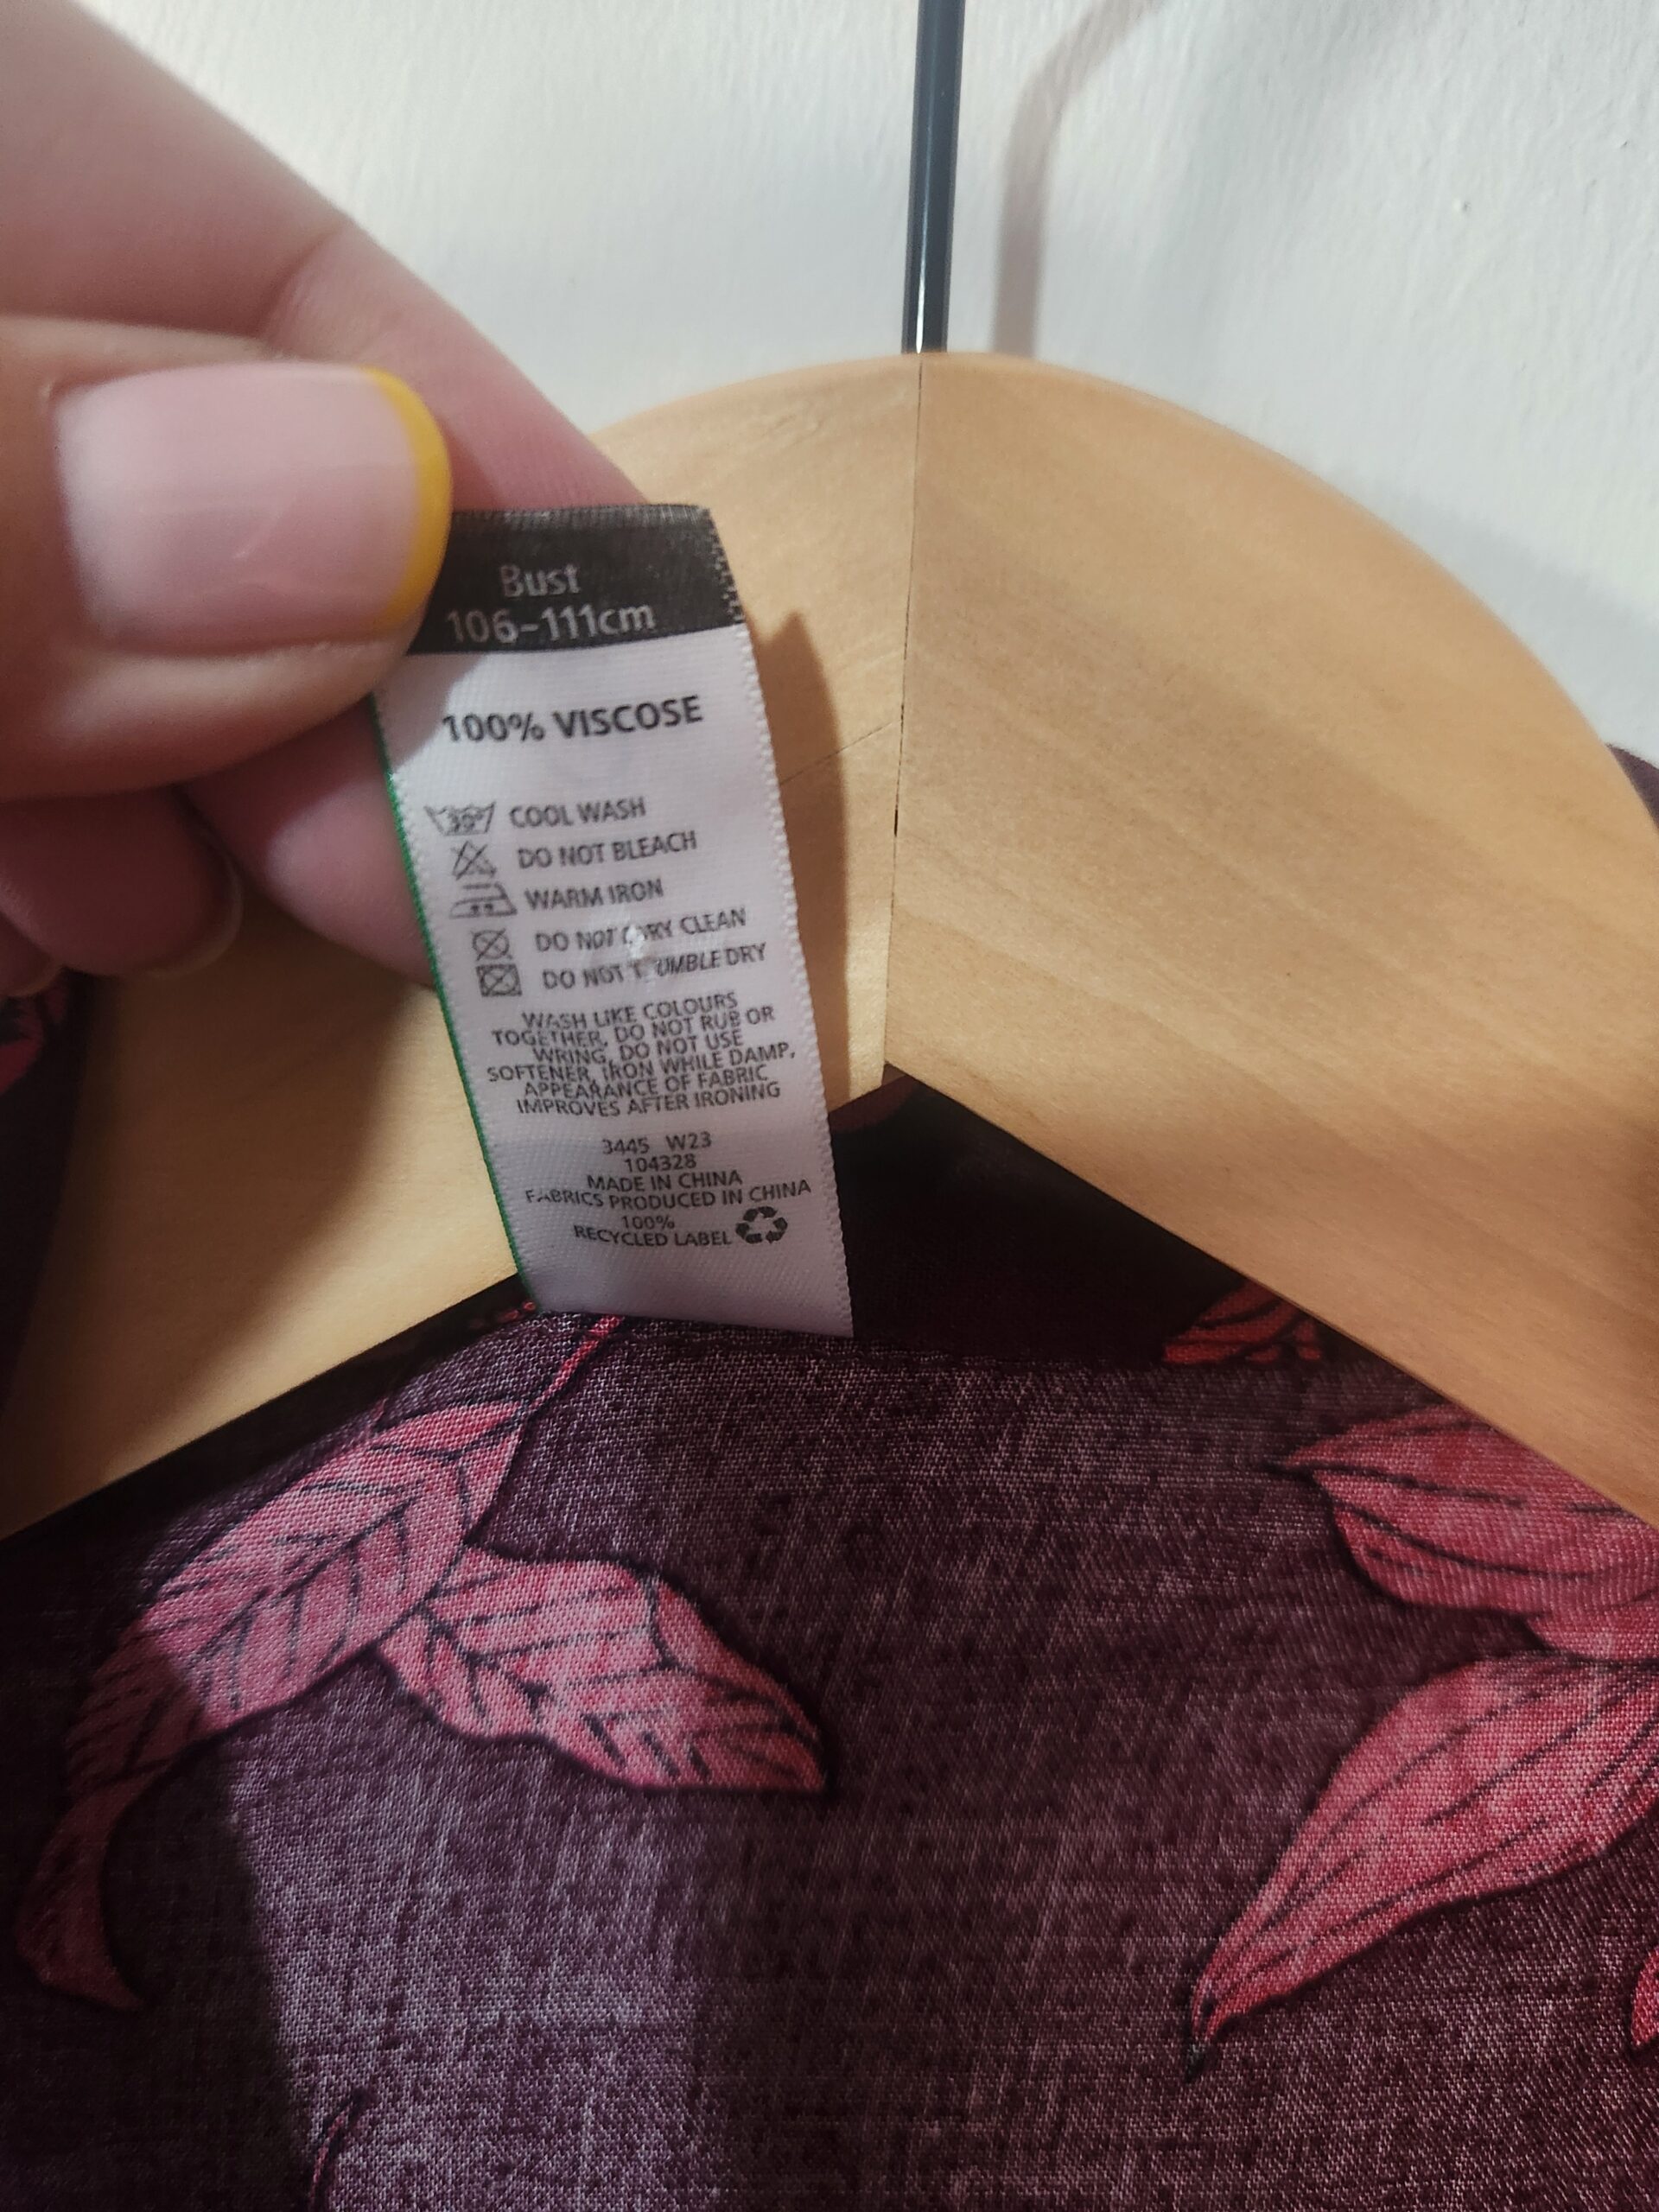 Bust
106-111cm
100% VISCOSE
30° COOL WASH
DO NOT BLEACH
WARM IRON
DO NOT DRY CLEAN
DO NOT TUMBLE DRY
WASH LIKE COLOURS
TOGETHER, DO NOT RUB OR
WRING, DO NOT USE
SOFTENER, IRON WHILE DAMP,
APPEARANCE OF FABRIC
IMPROVES AFTER IRONING
3445 W23
104328
MADE IN CHINA
FABRICS PRODUCED IN CHINA
100%
RECYCLED LABEL